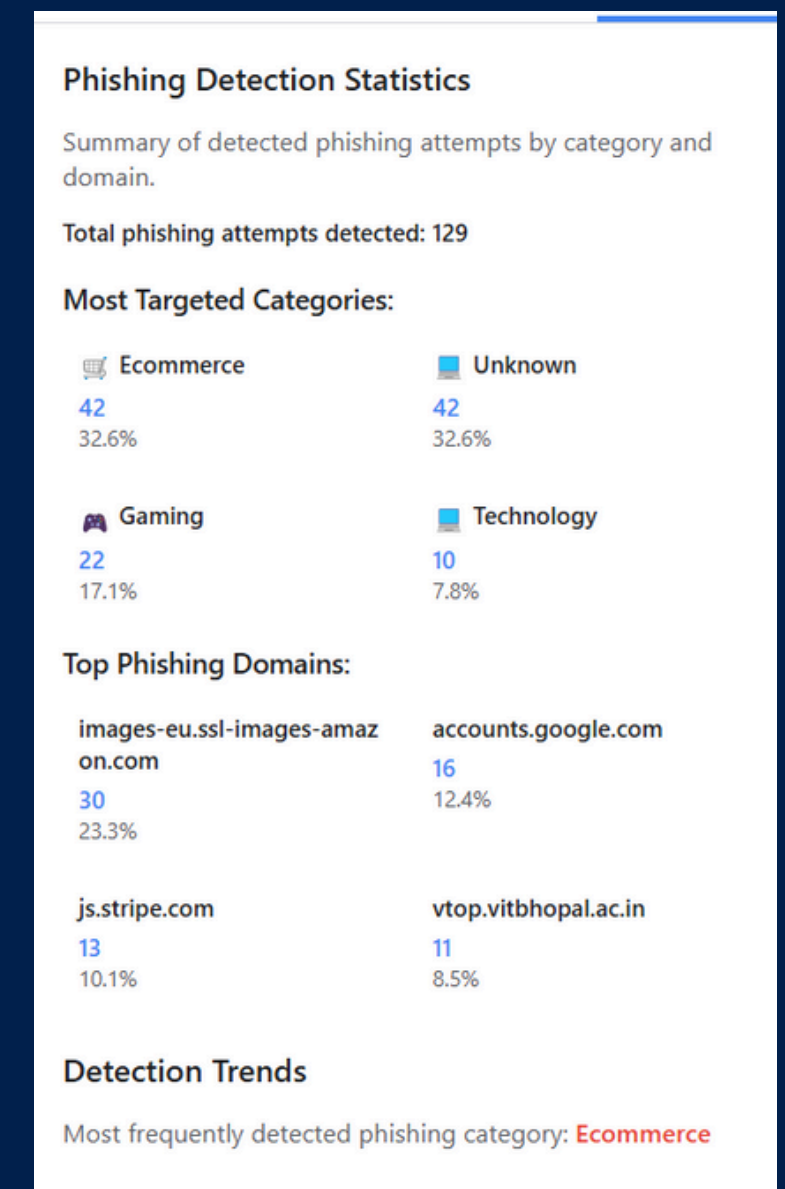 Phishing Detection Statistics
Summary of detected phishing attempts by category and
domain.
Total phishing attempts detected: 129
Most Targeted Categories:
Ecommerce
42
32.6%
Unknown
42
32.6%
Gaming
22
17.1%
Technology
10
7.8%
Top Phishing Domains:
images-eu.ssl-images-amaz
on.com
30
23.3%
accounts.google.com
16
12.4%
js.stripe.com
13
10.1%
vtop.vitbhopal.ac.in
11
8.5%
Detection Trends
Most frequently detected phishing category: Ecommerce